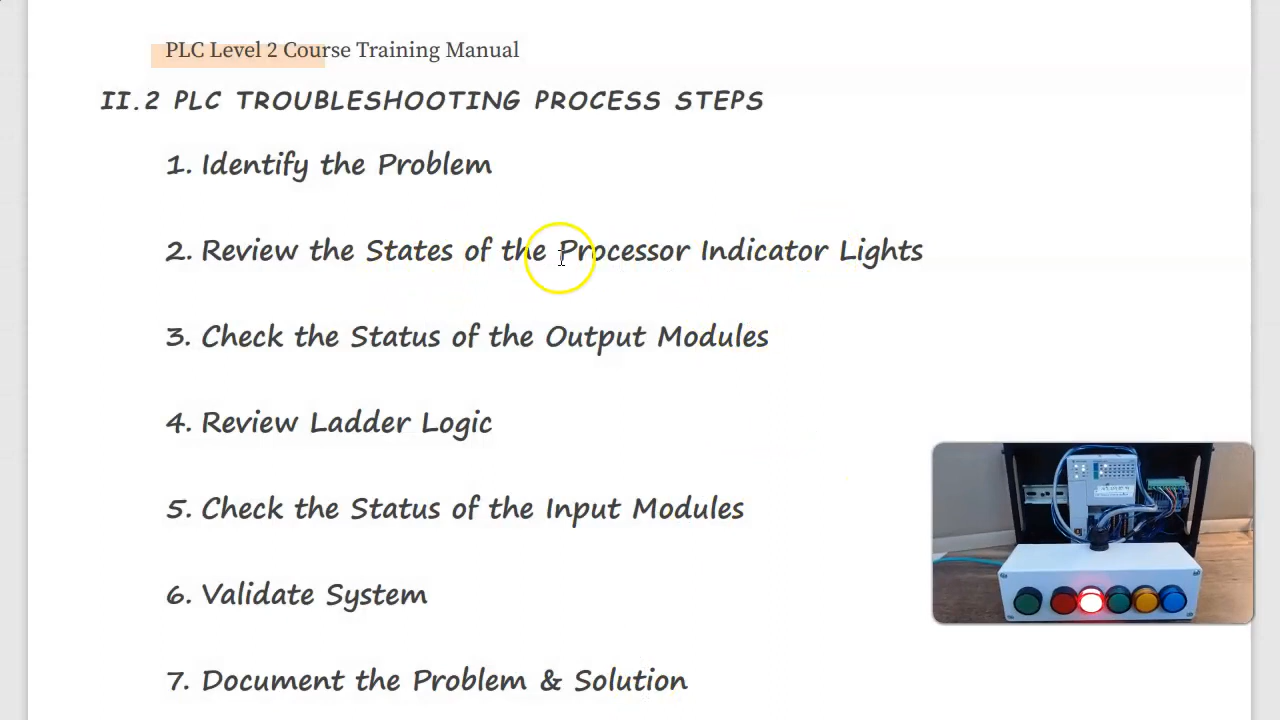 PLC Level 2 Course Training Manual
II.2 PLC TROUBLESHOOTING PROCESS STEPS
1. Identify the Problem
2. Review the States of the Processor Indicator Lights
3. Check the Status of the Output Modules
4. Review Ladder Logic
5. Check the Status of the Input Modules
6. Validate System
7. Document the Problem & Solution